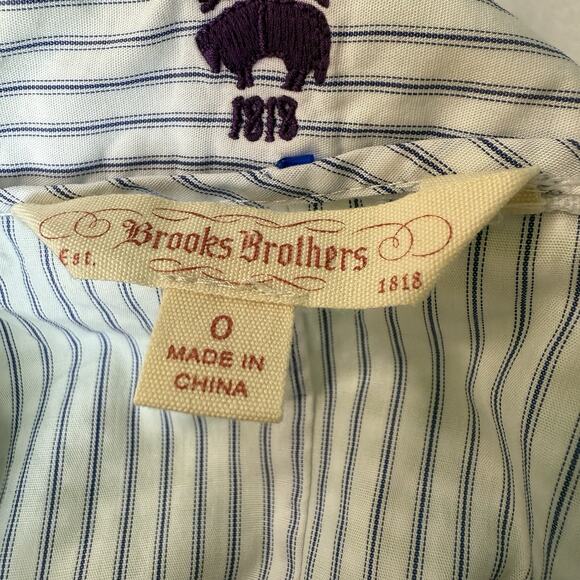 1818
Brooks Brothers
Est. 1818
0
MADE IN
CHINA